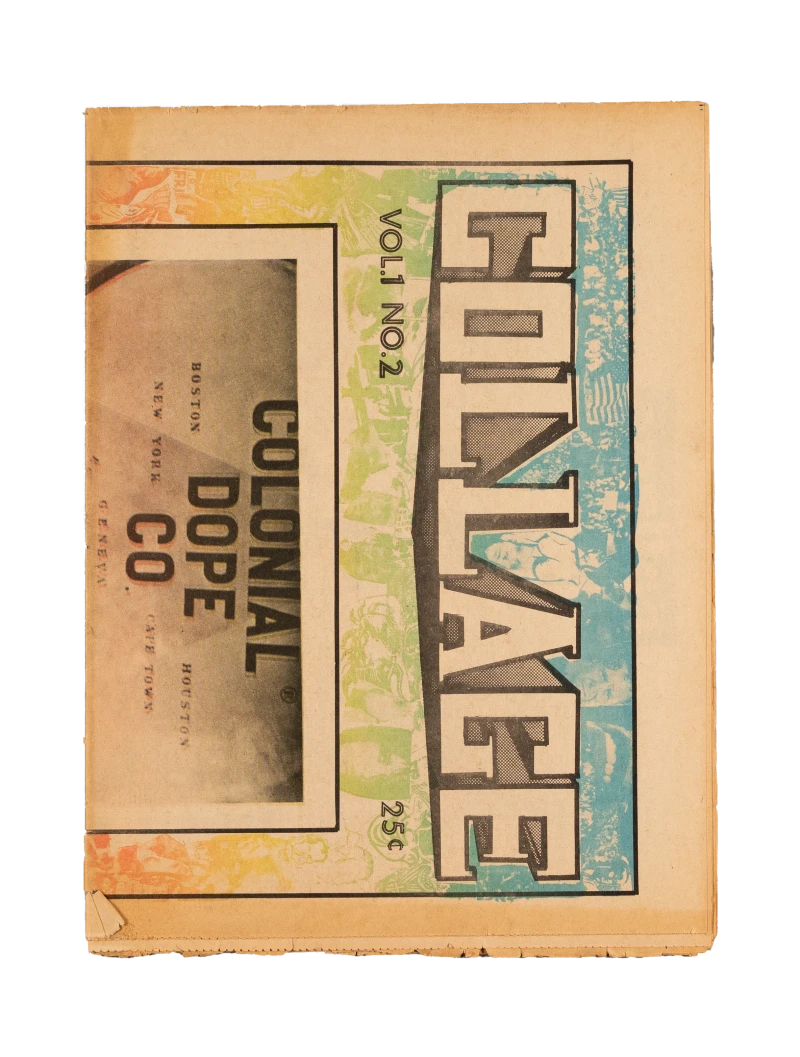 COLLAGE
VOL.1 NO.2
25¢
COLONIAL ®
DOPE
CO.
BOSTON
HOUSTON
NEW YORK
CAPE TOWN
GENEVA